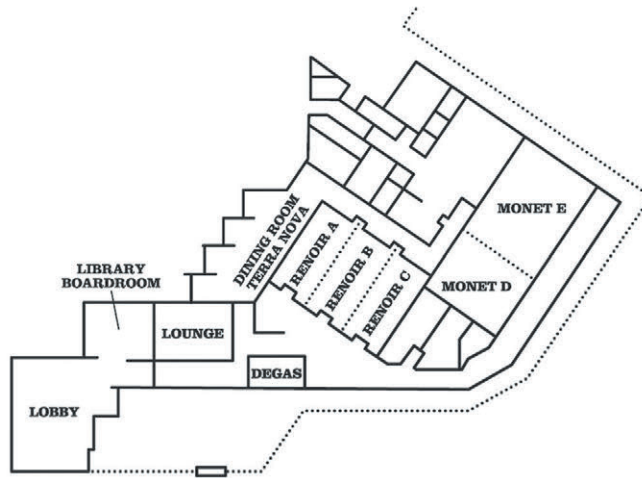 MONET E
DINING ROOM
TERRA NOVA
RENOIR A
RENOIR B
RENOIR C
MONET D
LIBRARY
BOARDROOM
LOUNGE
DEGAS
LOBBY